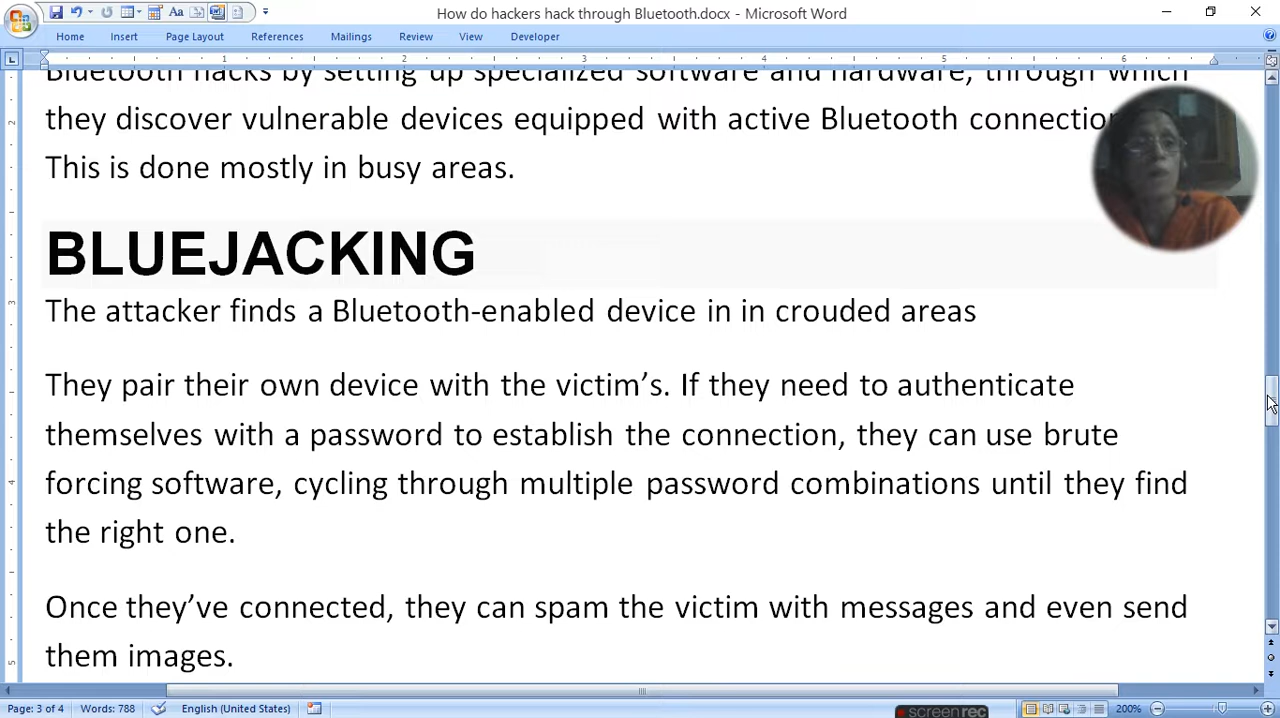 How do hackers hack through Bluetooth.docx - Microsoft Word
Home Insert Page Layout References Mailings Review View Developer
1 2 3 4 5 6
Bluetooth hacks by setting up specialized software and hardware, through which
they discover vulnerable devices equipped with active Bluetooth
This is done mostly in busy areas.
BLUEJACKING
The attacker finds a Bluetooth-enabled device in in crouded areas
They pair their own device with the victim’s. If they need to authenticate
themselves with a password to establish the connection, they can use brute
forcing software, cycling through multiple password combinations until they find
the right one.
Once they’ve connected, they can spam the victim with messages and even send
them images.
Page: 3 of 4 Words: 788 English (United States) screenrec 200%